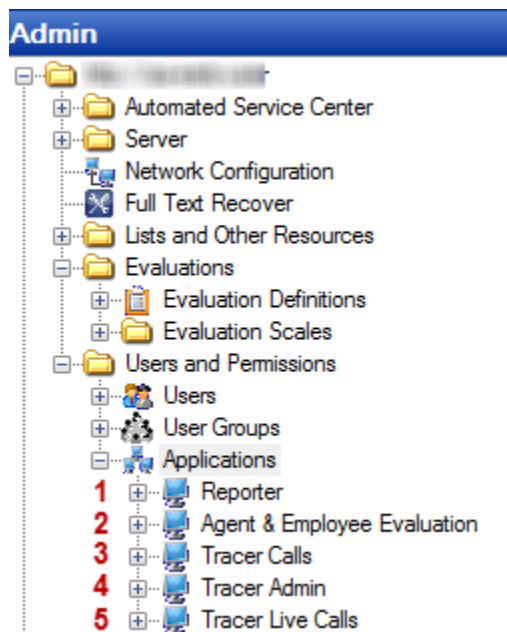 Admin
Automated Service Center
Server
Network Configuration
Full Text Recover
Lists and Other Resources
Evaluations
Evaluation Definitions
Evaluation Scales
Users and Permissions
Users
User Groups
Applications
1 Reporter
2 Agent & Employee Evaluation
3 Tracer Calls
4 Tracer Admin
5 Tracer Live Calls